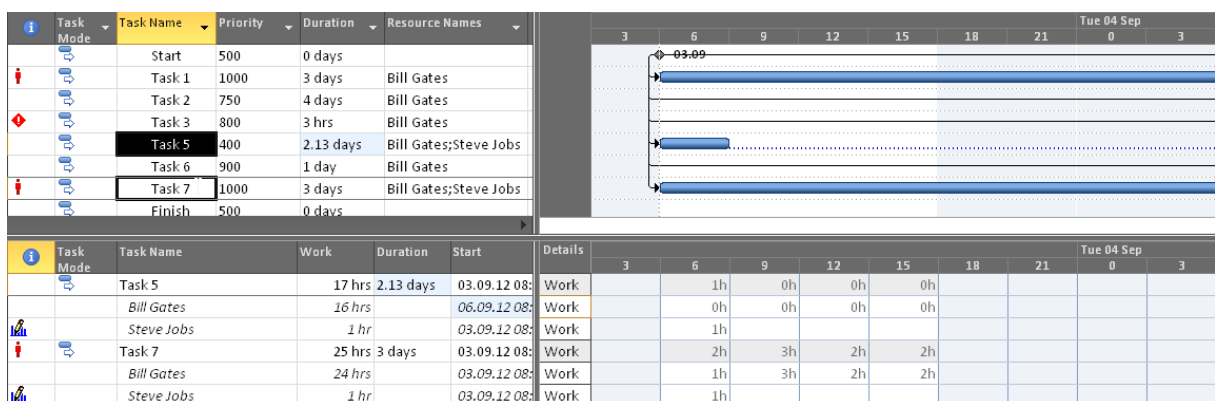 Task Mode Task Name Priority Duration Resource Names
Start 500 0 days
Task 1 1000 3 days Bill Gates
Task 2 750 4 days Bill Gates
Task 3 800 3 hrs Bill Gates
Task 5 400 2.13 days Bill Gates;Steve Jobs
Task 6 900 1 day Bill Gates
Task 7 1000 3 days Bill Gates;Steve Jobs
Finish 500 0 days
Tue 04 Sep
3 6 9 12 15 18 21 0 3
03.09
Task Mode Task Name Work Duration Start Details
Tue 04 Sep
3 6 9 12 15 18 21 0 3
Task 5 17 hrs 2.13 days 03.09.12 08: Work 1h 0h 0h 0h
Bill Gates 16 hrs 06.09.12 08: Work 0h 0h 0h 0h
Steve Jobs 1 hr 03.09.12 08: Work 1h
Task 7 25 hrs 3 days 03.09.12 08: Work 2h 3h 2h 2h
Bill Gates 24 hrs 03.09.12 08: Work 1h 3h 2h 2h
Steve Jobs 1 hr 03.09.12 08: Work 1h